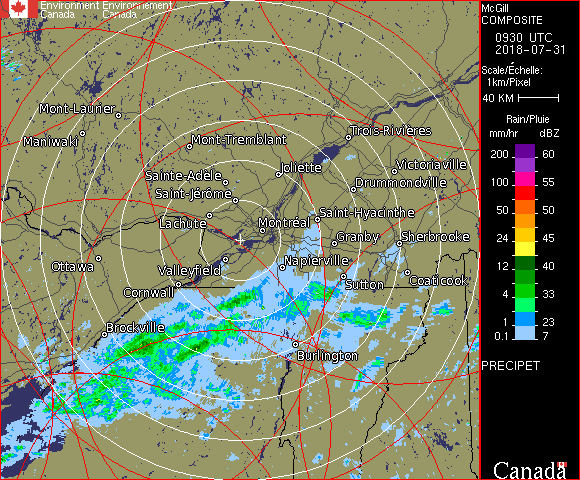 Environment Environnement
Canada Canada
McGill
COMPOSITE
0930 UTC
2018-07-31
Scale/Échelle:
1km/Pixel
40 KM
Rain/Pluie
mm/hr dBZ
200 60
150 57
100 55
50 50
24 45
12 40
4 33
1 23
0.1 7
PRECIPET
Canada
Mont-Laurier
Maniwaki
Mont-Tremblant
Trois-Rivières
Joliette
Victoriaville
Sainte-Adèle
Drummondville
Saint-Jérôme
Lachute
Saint-Hyacinthe
Montréal
Granby
Sherbrooke
Ottawa
Valleyfield
Napierville
Cornwall
Sutton
Coaticook
Brockville
Burlington